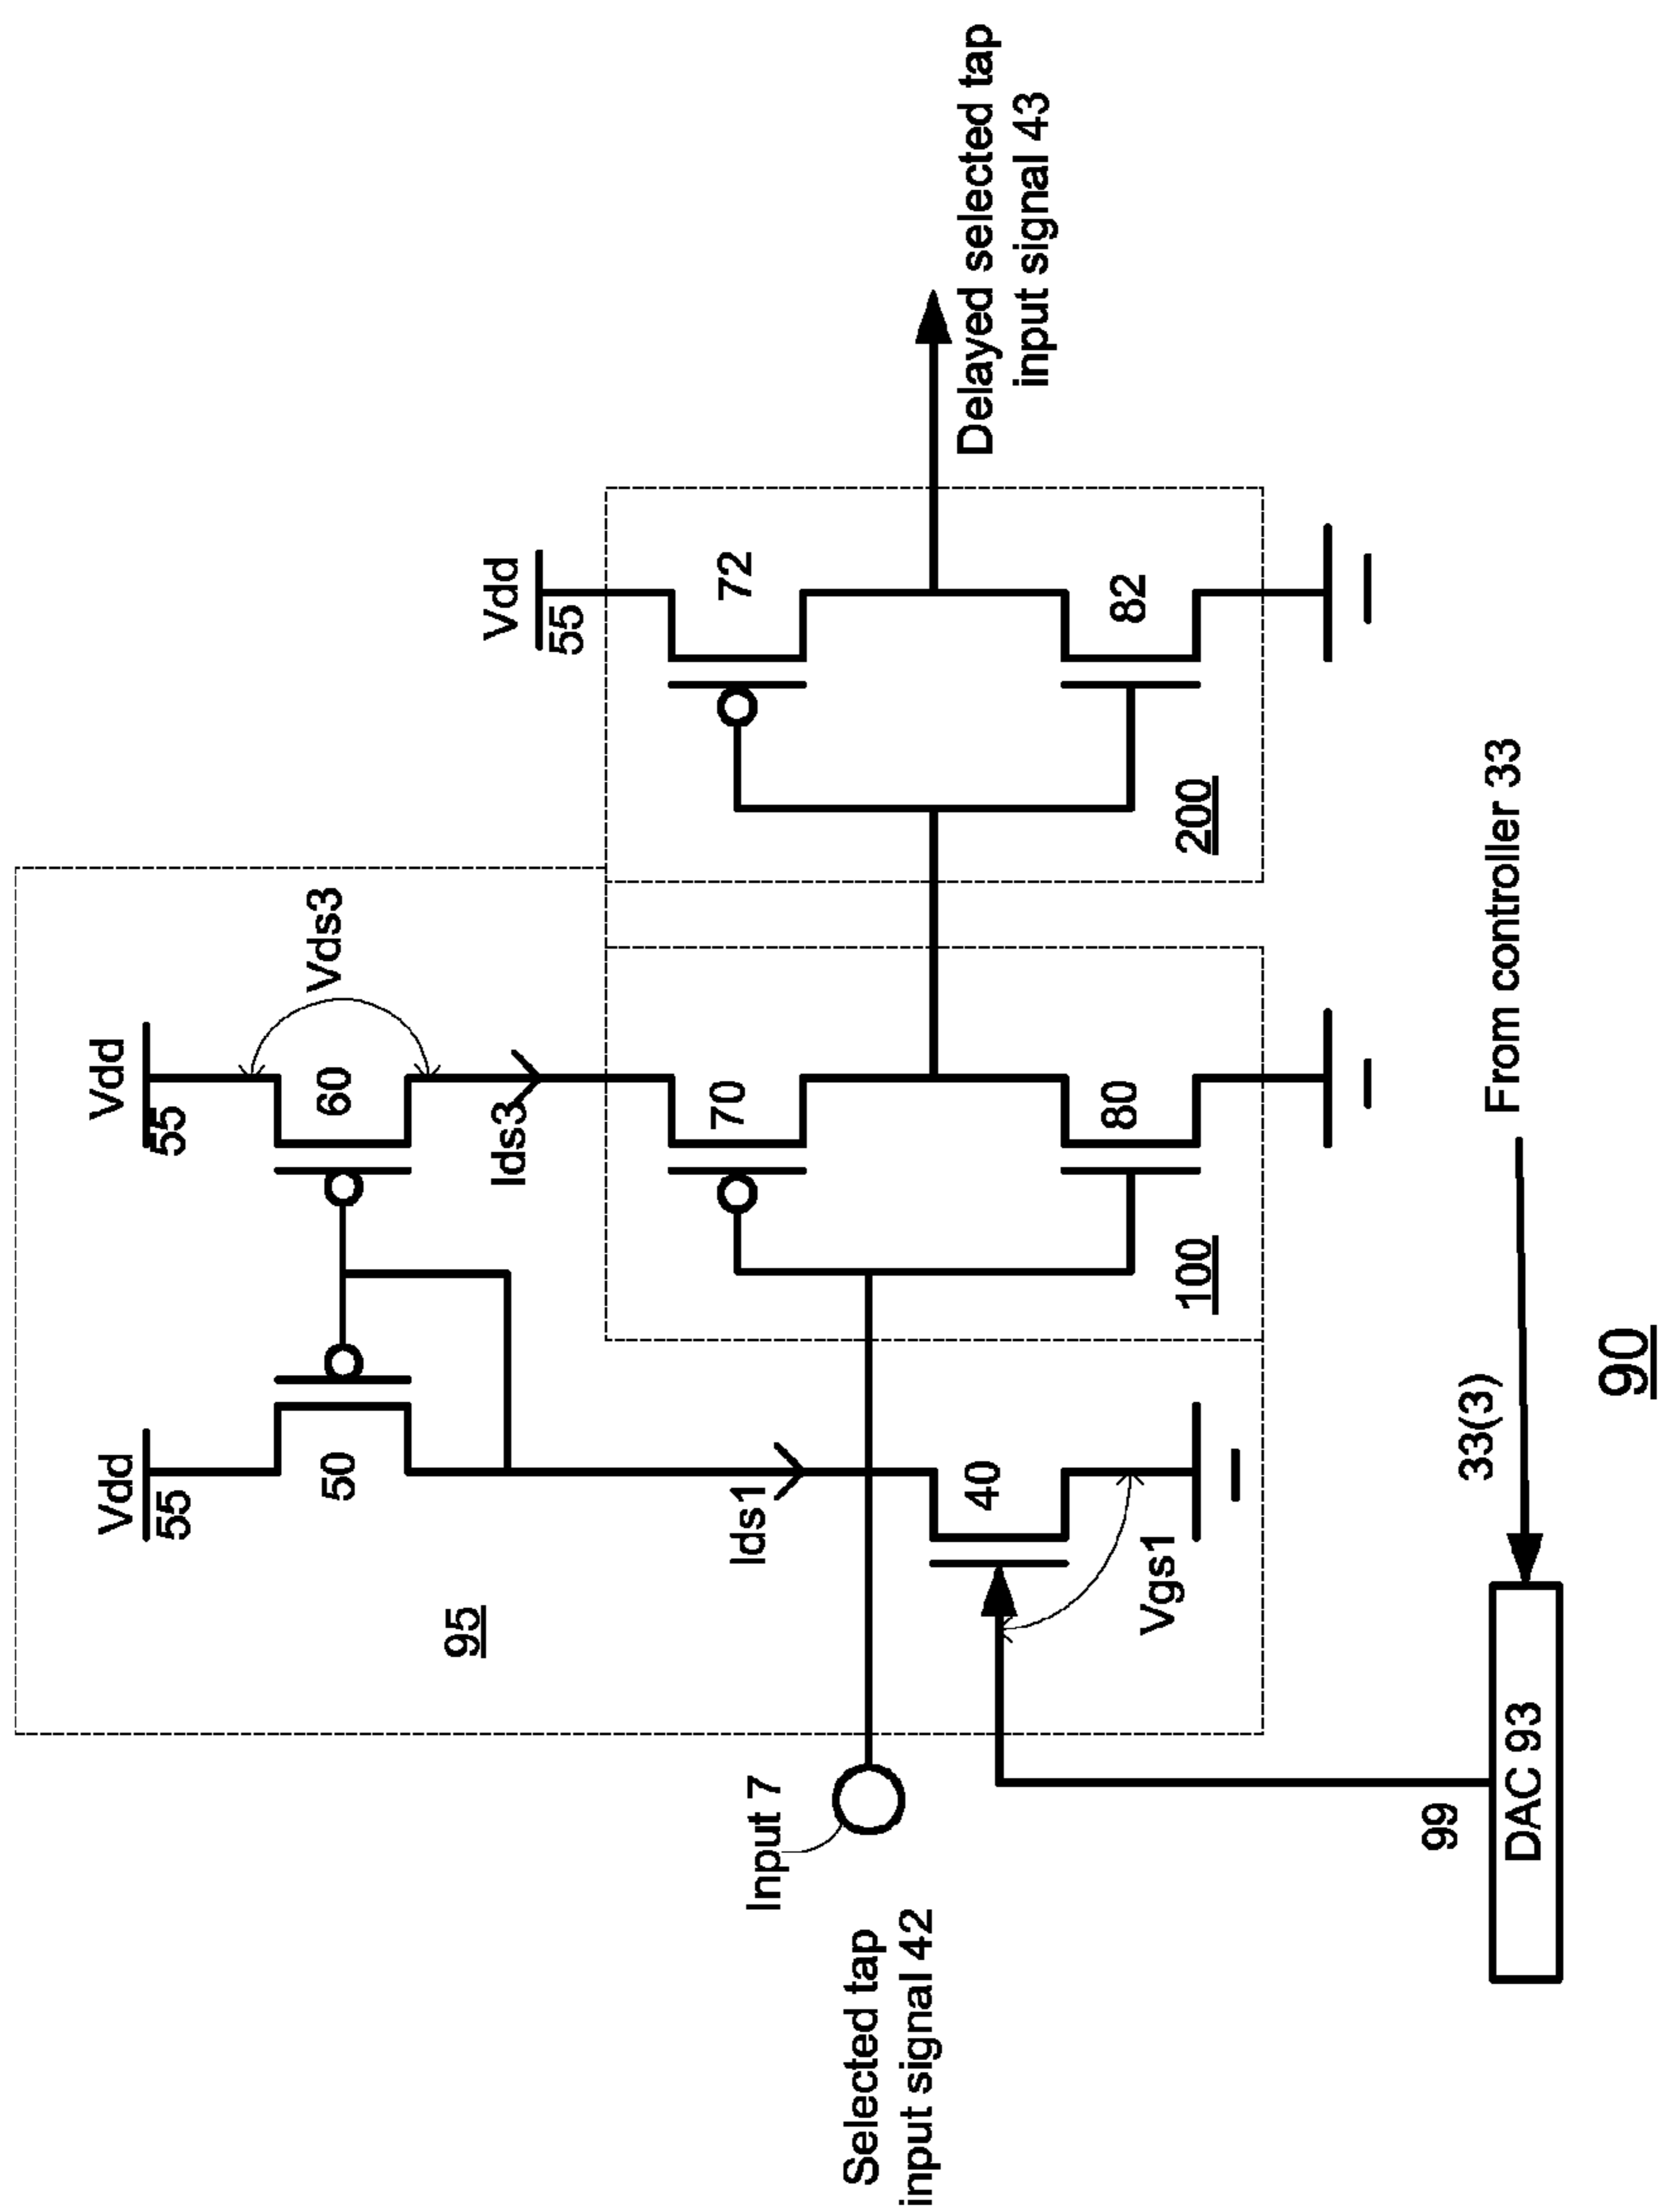 Vdd
55
Vdd
55
50
60
Vds3
95
Ids1
Ids3
Vdd
55
70
72
Input 7
Selected tap
input signal 42
40
Vgs1
80
82
100
200
Delayed selected tap
input signal 43
99
DAC 93
33(3)
From controller 33
90